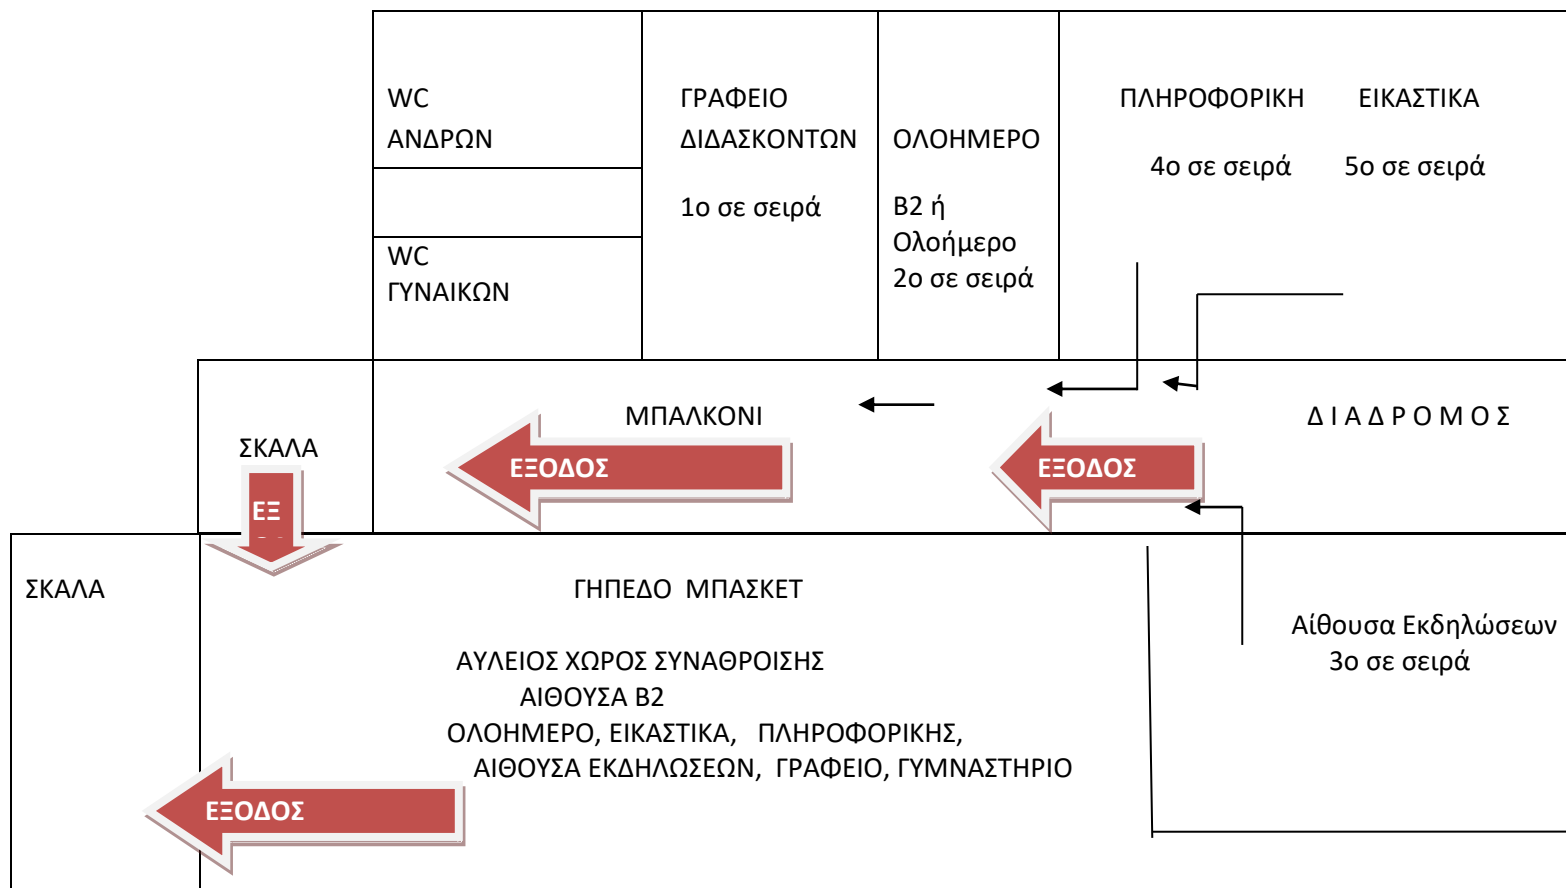 WC
ΑΝΔΡΩΝ
WC
ΓΥΝΑΙΚΩΝ
ΓΡΑΦΕΙΟ
ΔΙΔΑΣΚΟΝΤΩΝ
1ο σε σειρά
ΟΛΟΗΜΕΡΟ
Β2 ή
Ολοήμερο
2ο σε σειρά
ΠΛΗΡΟΦΟΡΙΚΗ ΕΙΚΑΣΤΙΚΑ
4ο σε σειρά 5ο σε σειρά
ΣΚΑΛΑ
ΕΞ
ΜΠΑΛΚΟΝΙ
ΕΞΟΔΟΣ
ΕΞΟΔΟΣ
Δ Ι Α Δ Ρ Ο Μ Ο Σ
ΣΚΑΛΑ
ΓΗΠΕΔΟ ΜΠΑΣΚΕΤ
ΑΥΛΕΙΟΣ ΧΩΡΟΣ ΣΥΝΑΘΡΟΙΣΗΣ
ΑΙΘΟΥΣΑ Β2
ΟΛΟΗΜΕΡΟ, ΕΙΚΑΣΤΙΚΑ, ΠΛΗΡΟΦΟΡΙΚΗΣ,
ΑΙΘΟΥΣΑ ΕΚΔΗΛΩΣΕΩΝ, ΓΡΑΦΕΙΟ, ΓΥΜΝΑΣΤΗΡΙΟ
ΕΞΟΔΟΣ
Αίθουσα Εκδηλώσεων
3ο σε σειρά